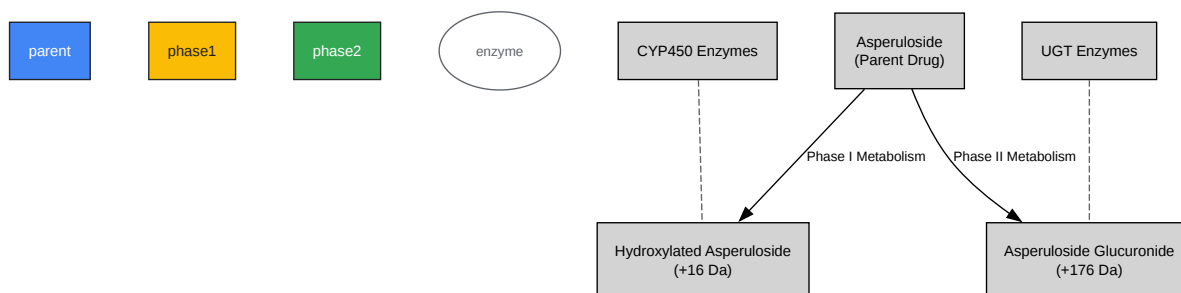 parent
phase1
phase2
enzyme
CYP450 Enzymes
Asperuloside
(Parent Drug)
UGT Enzymes
Phase I Metabolism
Phase II Metabolism
Hydroxylated Asperuloside
(+16 Da)
Asperuloside Glucuronide
(+176 Da)